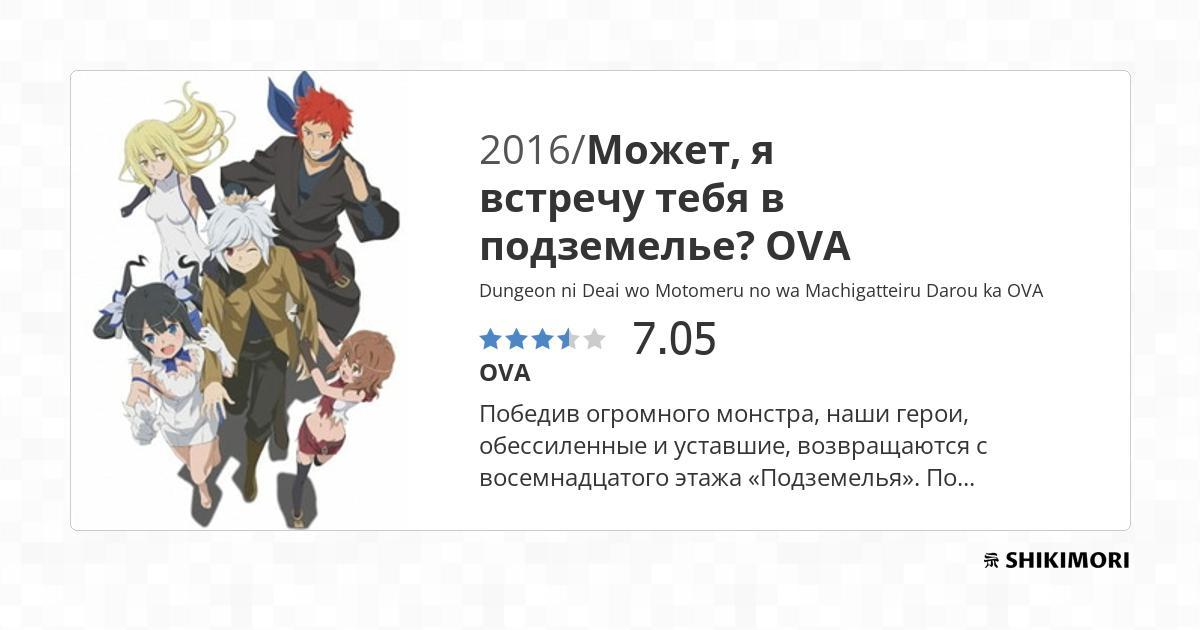 2016/Может, я
встречу тебя в
подземелье? OVA
Dungeon ni Deai wo Motomeru no wa Machigatteiru Darou ka OVA
7.05
OVA
Победив огромного монстра, наши герои,
обессиленные и уставшие, возвращаются с
восемнадцатого этажа «Подземелья». По...
SHIKIMORI